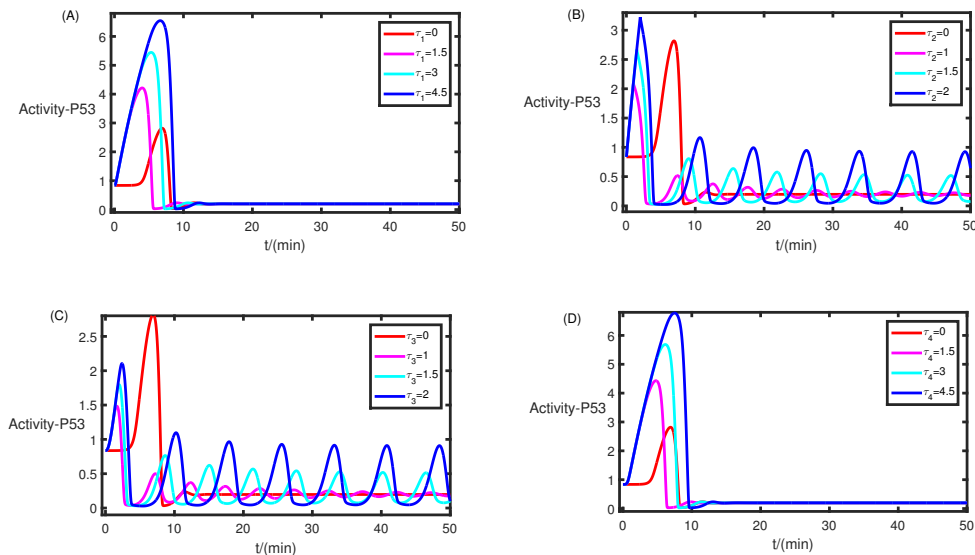 (A)
Activity-P53
6
5
4
3
2
1
0
τ1=0
τ1=1.5
τ1=3
τ1=4.5
0 10 20 30 40 50
t/(min)
(B)
Activity-P53
3
2.5
2
1.5
1
0.5
0
τ2=0
τ2=1
τ2=1.5
τ2=2
0 10 20 30 40 50
t/(min)
(C)
Activity-P53
2.5
2
1.5
1
0.5
0
τ3=0
τ3=1
τ3=1.5
τ3=2
0 10 20 30 40 50
t/(min)
(D)
Activity-P53
6
5
4
3
2
1
0
τ4=0
τ4=1.5
τ4=3
τ4=4.5
0 10 20 30 40 50
t/(min)